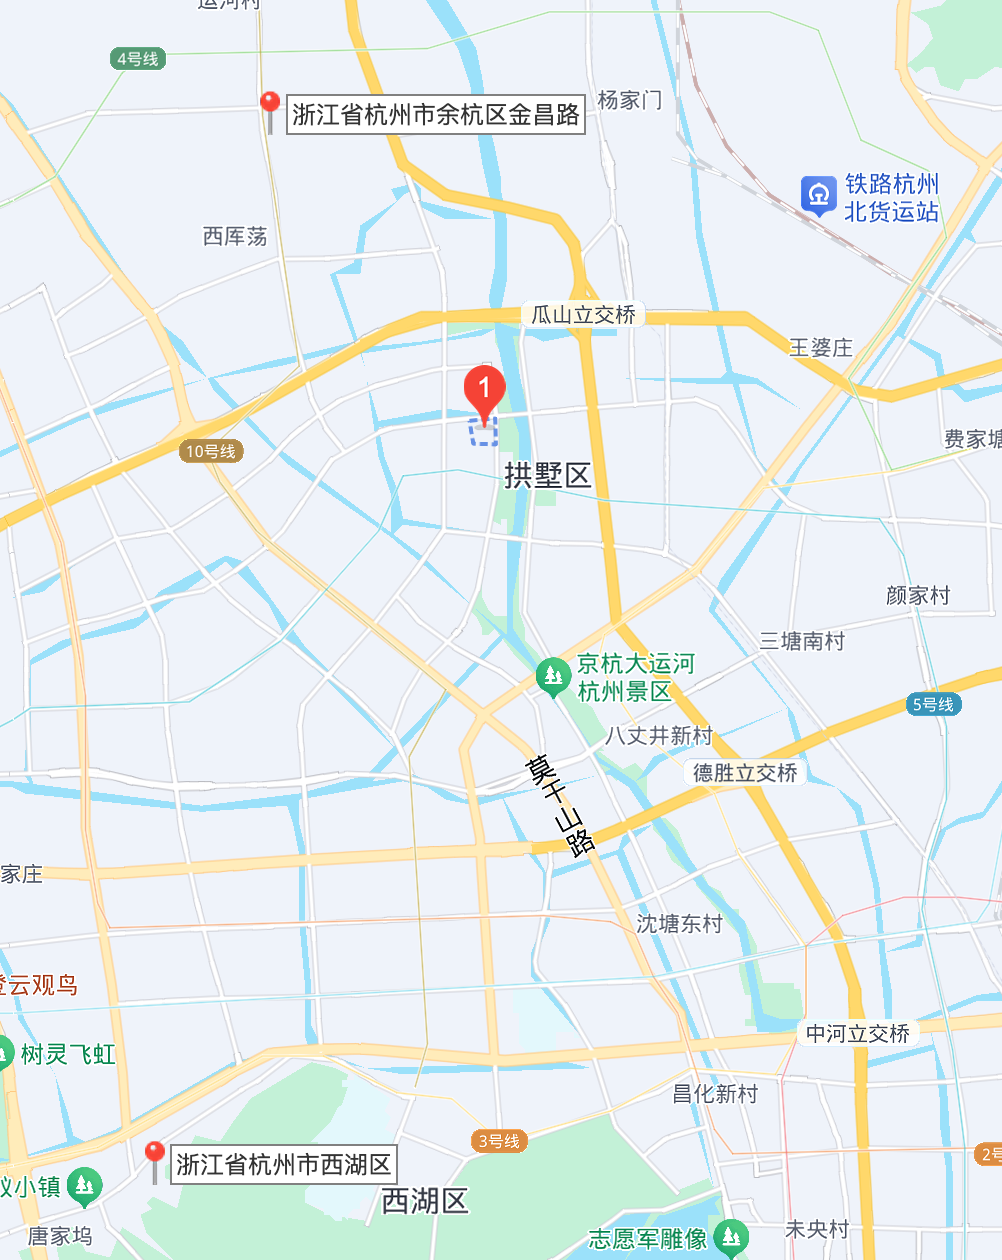 运河村
4号线
浙江省杭州市余杭区金昌路
杨家门
铁路杭州
北货运站
西厍荡
瓜山立交桥
王婆庄
1
10号线
费家塘
拱墅区
颜家村
三塘南村
京杭大运河
杭州景区
5号线
八丈井新村
德胜立交桥
莫干山路
家庄
沈塘东村
登云观鸟
中河立交桥
树灵飞虹
昌化新村
3号线
2号
浙江省杭州市西湖区
蚁小镇
西湖区
唐家坞
志愿军雕像
未央村